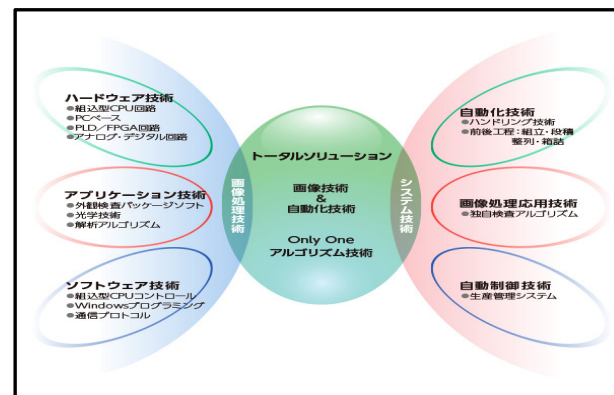 ハードウェア技術
●組込型CPU回路
●PCベース
●PLD／FPGA回路
●アナログ・デジタル回路
アプリケーション技術
●外観検査パッケージソフト
●光学技術
●解析アルゴリズム
ソフトウェア技術
●組込型CPUコントロール
●Windowsプログラミング
●通信プロトコル
画像処理技術
トータルソリューション
画像技術
&
自動化技術
Only One
アルゴリズム技術
システム技術
自動化技術
●ハンドリング技術
●前後工程：組立・段積
整列・箱詰
画像処理応用技術
●独自検査アルゴリズム
自動制御技術
●生産管理システム